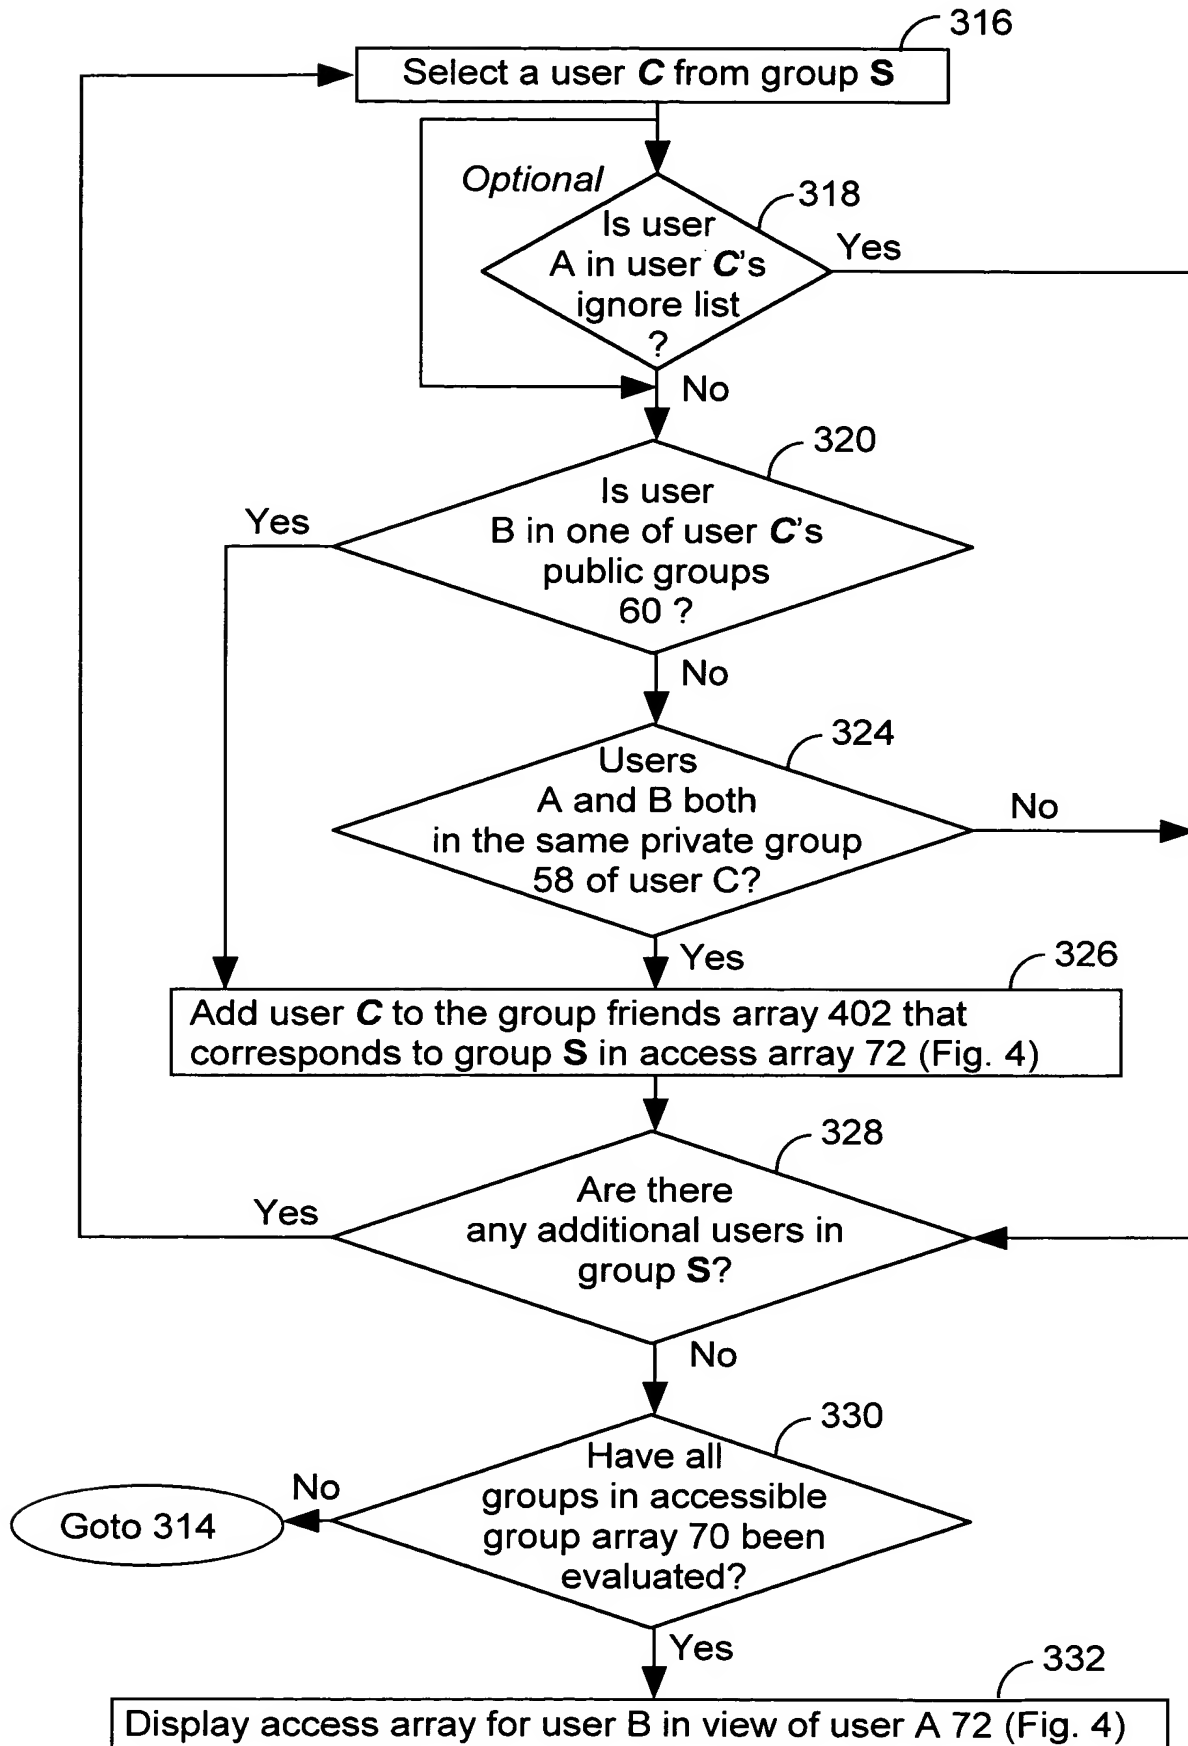 316
Select a user C from group S
Optional
318
Is user
A in user C's
ignore list
?
Yes
No
320
Is user
B in one of user C's
public groups
60 ?
Yes
No
324
Users
A and B both
in the same private group
58 of user C?
No
Yes
326
Add user C to the group friends array 402 that
corresponds to group S in access array 72 (Fig. 4)
328
Are there
any additional users in
group S?
Yes
No
330
Have all
groups in accessible
group array 70 been
evaluated?
No
Goto 314
Yes
332
Display access array for user B in view of user A 72 (Fig. 4)